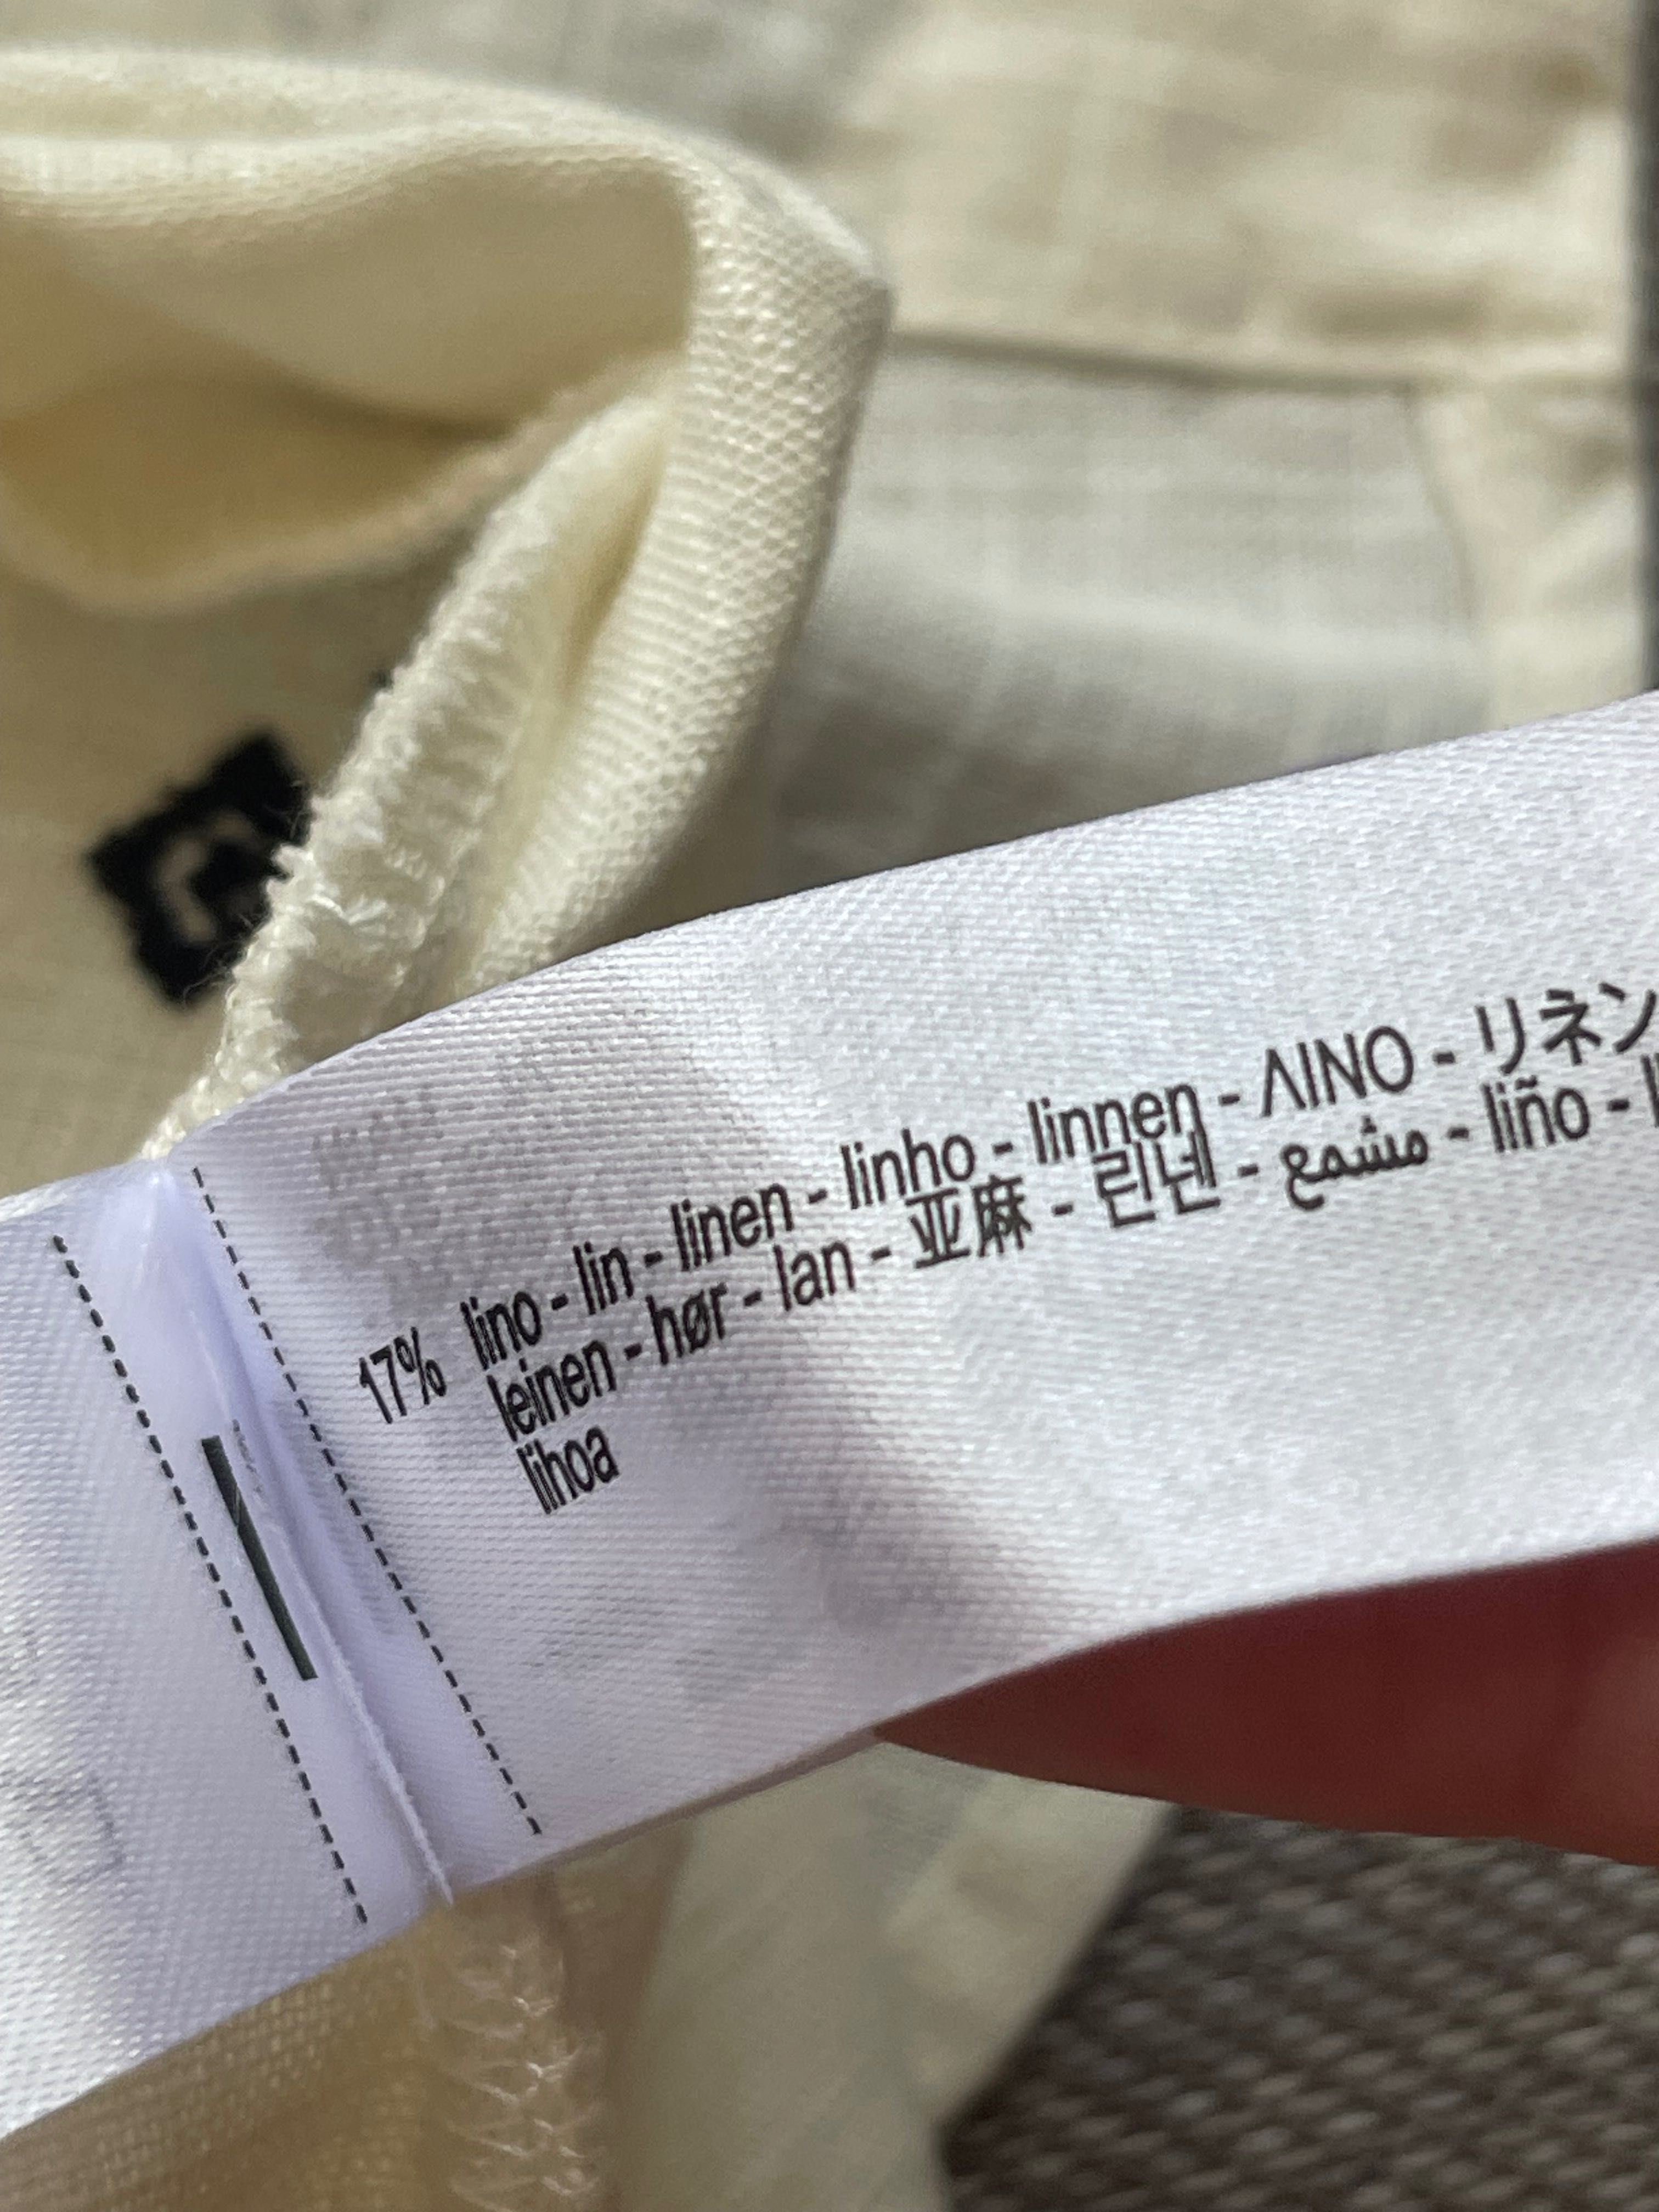 17% lino - lin - linen - linho - linnen - ΛΙΝΟ - リネン
leinen - hør - lan - 亚麻 - 린넨 - مشمع - liño -
lihoa